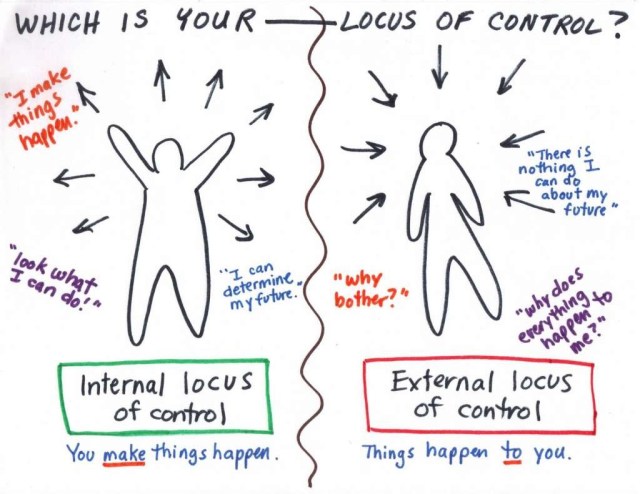 WHICH IS YOUR — LOCUS OF CONTROL?
"I make
things
happen."
"look what
I can do!"
"I can
determine
my future."
Internal locus
of control
You make things happen.
"There is
nothing I
can do
about my
future"
"why
bother?"
"why does
everything
happen to
me?"
External locus
of control
Things happen to you.